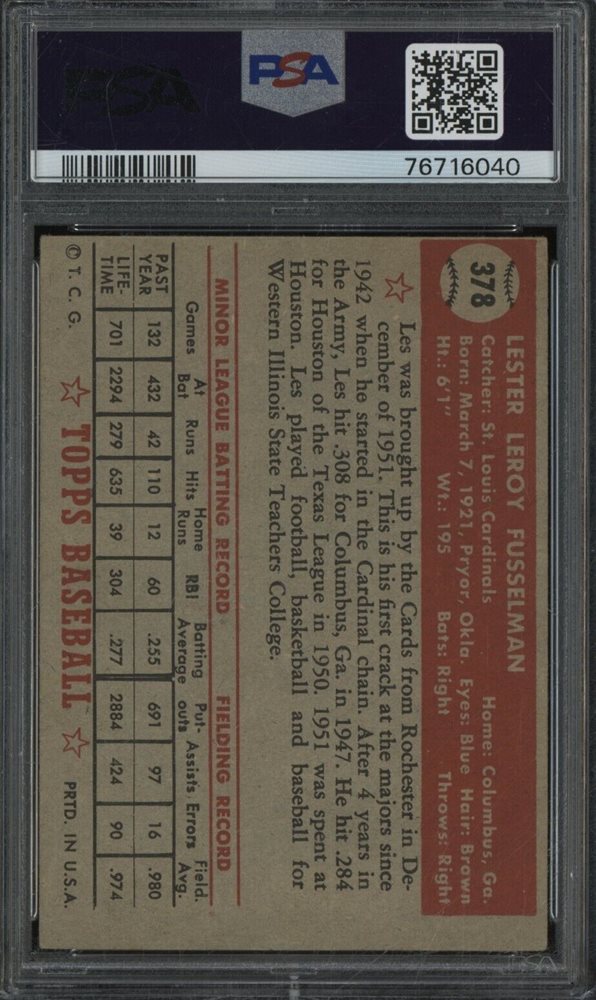 PSA
PSA
76716040
378
LESTER LEROY FUSSELMAN
Catcher: St. Louis Cardinals Home: Columbus, Ga.
Born: March 7, 1921, Pryor, Okla. Eyes: Blue Hair: Brown
Ht.: 6'1" Wt.: 195 Bats: Right Throws: Right
Les was brought up by the Cards from Rochester in De-
cember of 1951. This is his first crack at the majors since
1942 when he started in the Cardinal chain. After 4 years in
the Army, Les hit .308 for Columbus, Ga. in 1947. He hit .284
for Houston of the Texas League in 1950. 1951 was spent at
Houston. Les played football, basketball and baseball for
Western Illinois State Teachers College.
MINOR LEAGUE BATTING RECORD FIELDING RECORD
Games At Bat Runs Hits Home Runs RBI Batting Average Put-outs Assists Errors Field. Avg.
PAST YEAR 132 432 42 110 12 60 .255 691 97 16 .980
LIFE-TIME 701 2294 279 635 39 304 .277 2884 424 90 .974
© T. C. G. TOPPS BASEBALL PRTD. IN U.S.A.